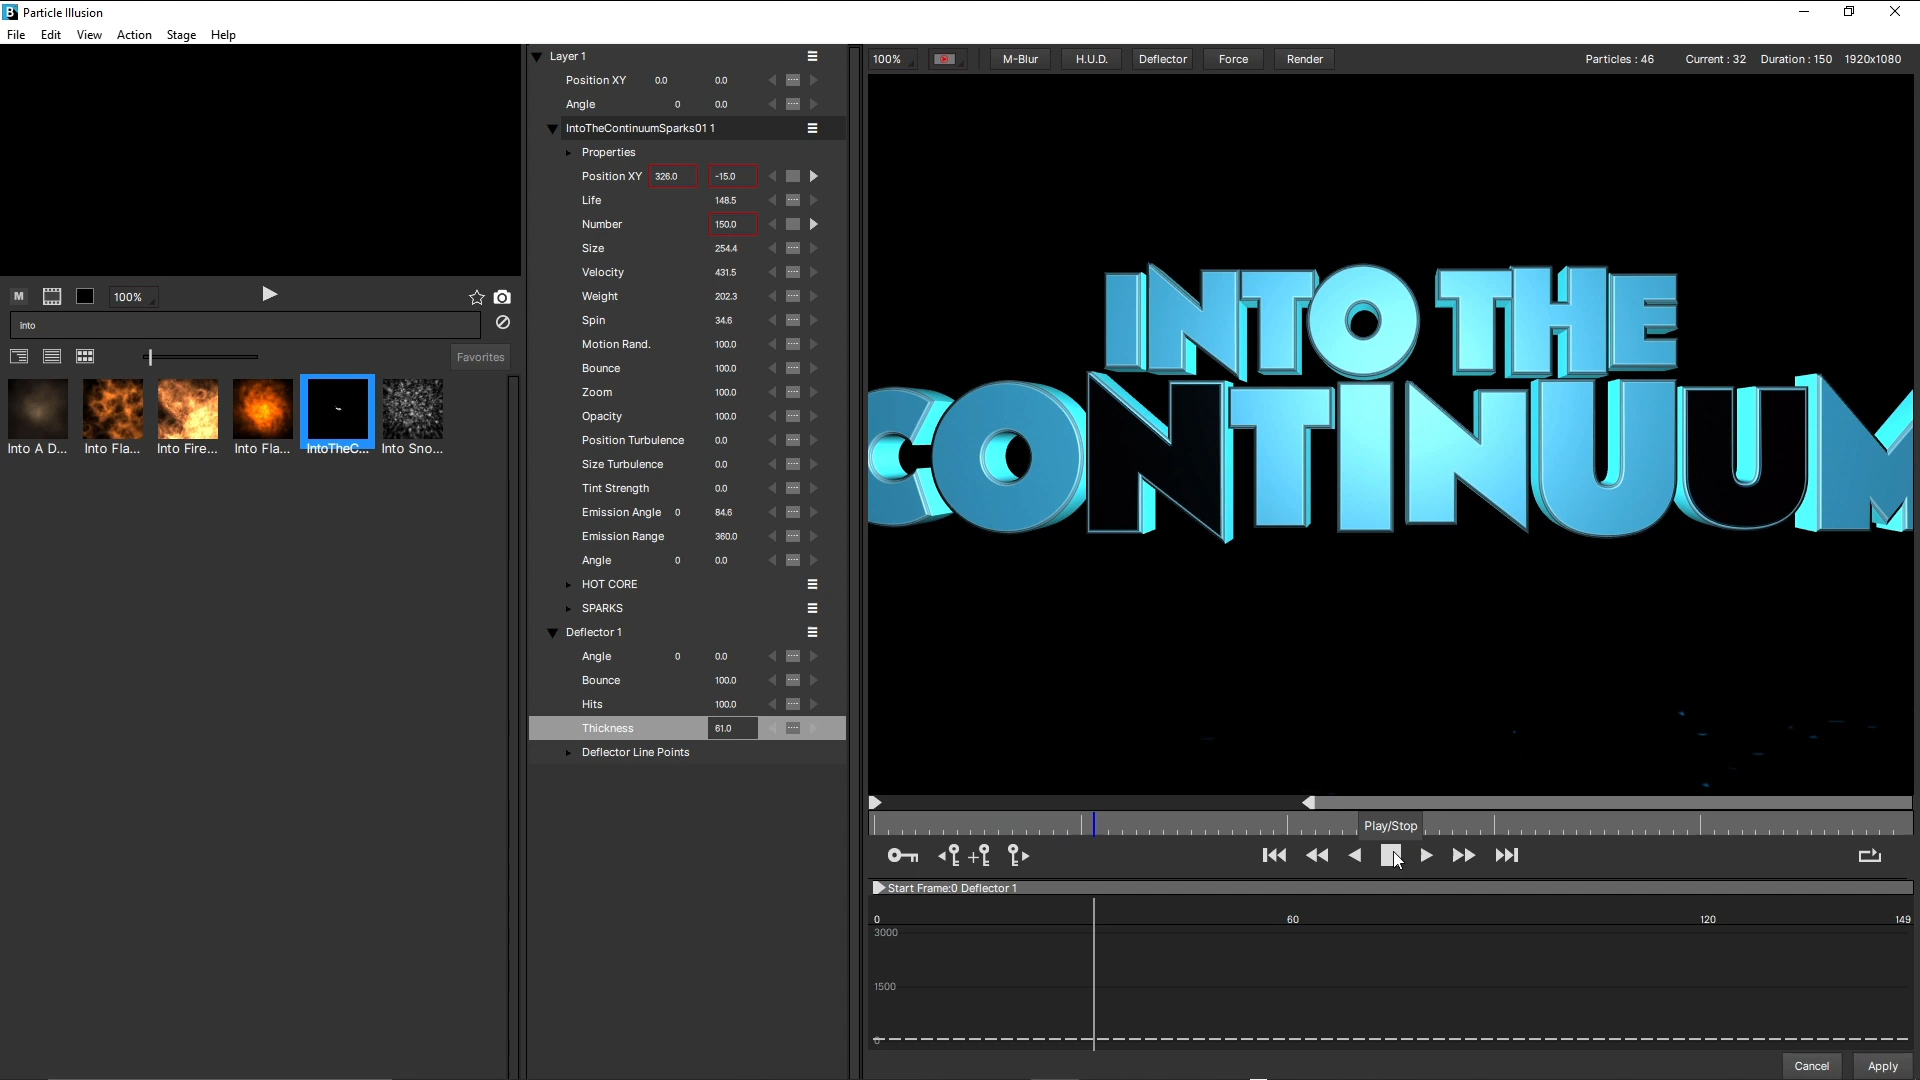 Particle Illusion
File Edit View Action Stage Help
100%
into
Favorites
Into A D... Into Fla... Into Fire... Into Fla... IntoTheC... Into Sno...
Layer 1
Position XY 0.0 0.0
Angle 0 0.0
IntoTheContinuumSparks01 1
Properties
Position XY 326.0 -15.0
Life 148.5
Number 150.0
Size 254.4
Velocity 431.5
Weight 202.3
Spin 34.6
Motion Rand. 100.0
Bounce 100.0
Zoom 100.0
Opacity 100.0
Position Turbulence 0.0
Size Turbulence 0.0
Tint Strength 0.0
Emission Angle 0 84.6
Emission Range 360.0
Angle 0 0.0
HOT CORE
SPARKS
Deflector 1
Angle 0 0.0
Bounce 100.0
Hits 100.0
Thickness 61.0
Deflector Line Points
100% M-Blur H.U.D. Deflector Force Render Particles : 46 Current : 32 Duration : 150 1920x1080
INTO THE
CONTINUUM
Play/Stop
Start Frame:0 Deflector 1
0 60 120 149
3000
1500
0
Cancel Apply